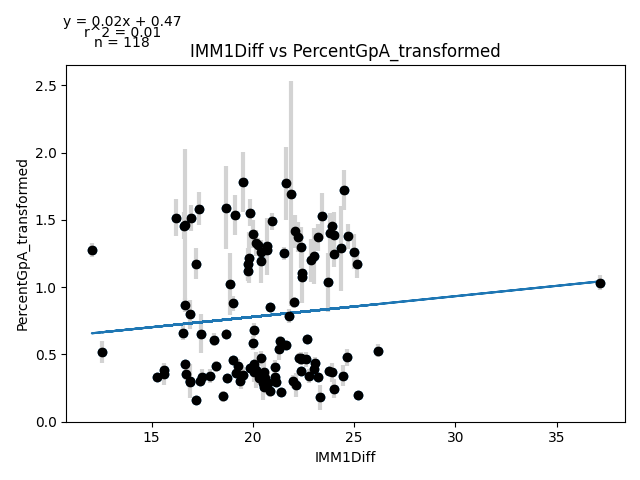 y = 0.02x + 0.47
r^2 = 0.01
n = 118
IMM1Diff vs PercentGpA_transformed
PercentGpA_transformed
2.5
2.0
1.5
1.0
0.5
0.0
15 20 25 30 35
IMM1Diff